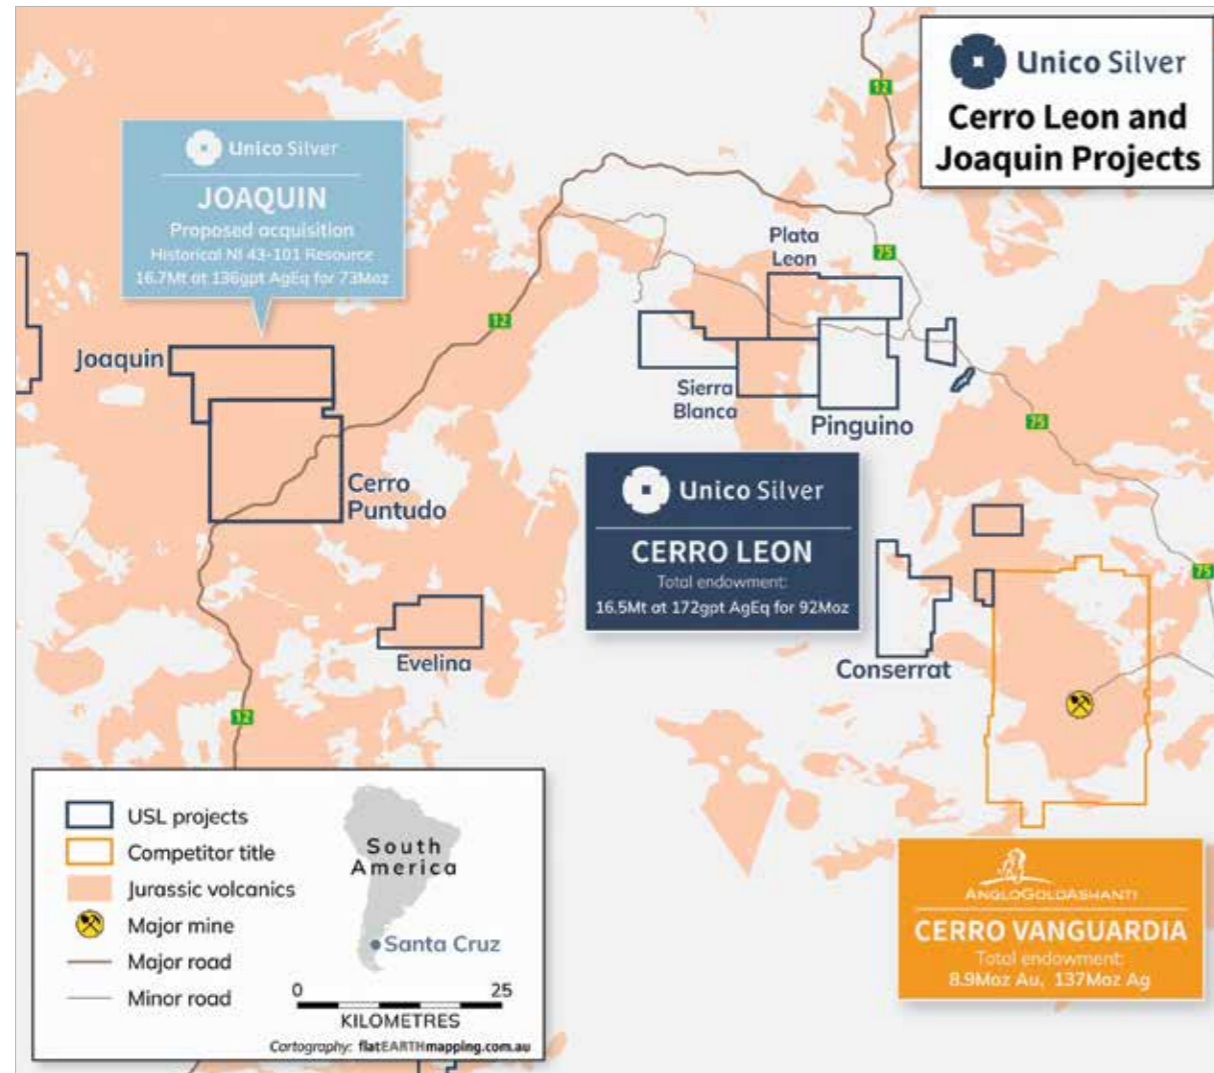 Unico Silver
Cerro Leon and
Joaquin Projects
12
Unico Silver
JOAQUIN
Proposed acquisition
Historical NI 43-101 Resource
16.7Mt at 136gpt AgEq for 73Moz
Plata
Leon
75
12
Joaquin
Sierra
Blanca
Pinguino
75
Cerro
Puntudo
Unico Silver
CERRO LEON
Total endowment:
16.5Mt at 172gpt AgEq for 92Moz
75
Evelina
Conserrat
12
USL projects
Competitor title
Jurassic volcanics
Major mine
Major road
Minor road
South
America
Santa Cruz
0 25
KILOMETRES
Cartography: flatEARTHmapping.com.au
ANGLOGOLDASHANTI
CERRO VANGUARDIA
Total endowment:
8.9Moz Au, 137Moz Ag